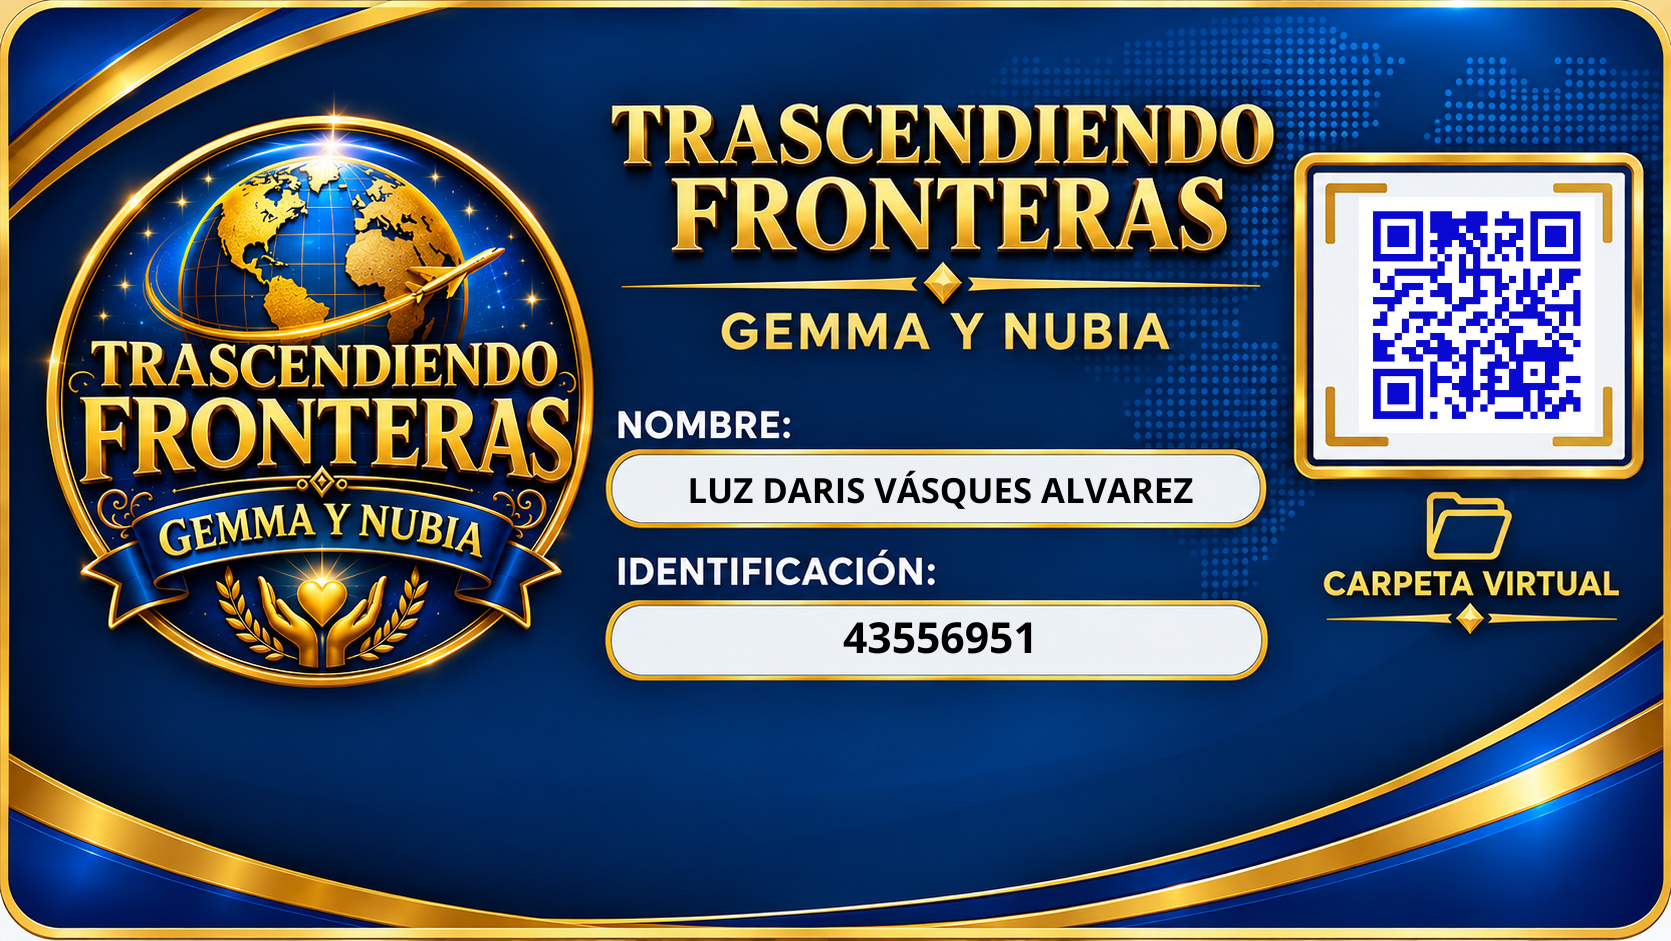 TRASCENDIENDO
FRONTERAS
GEMMA Y NUBIA
TRASCENDIENDO
FRONTERAS
GEMMA Y NUBIA
NOMBRE:
LUZ DARIS VÁSQUES ALVAREZ
IDENTIFICACIÓN:
43556951
CARPETA VIRTUAL